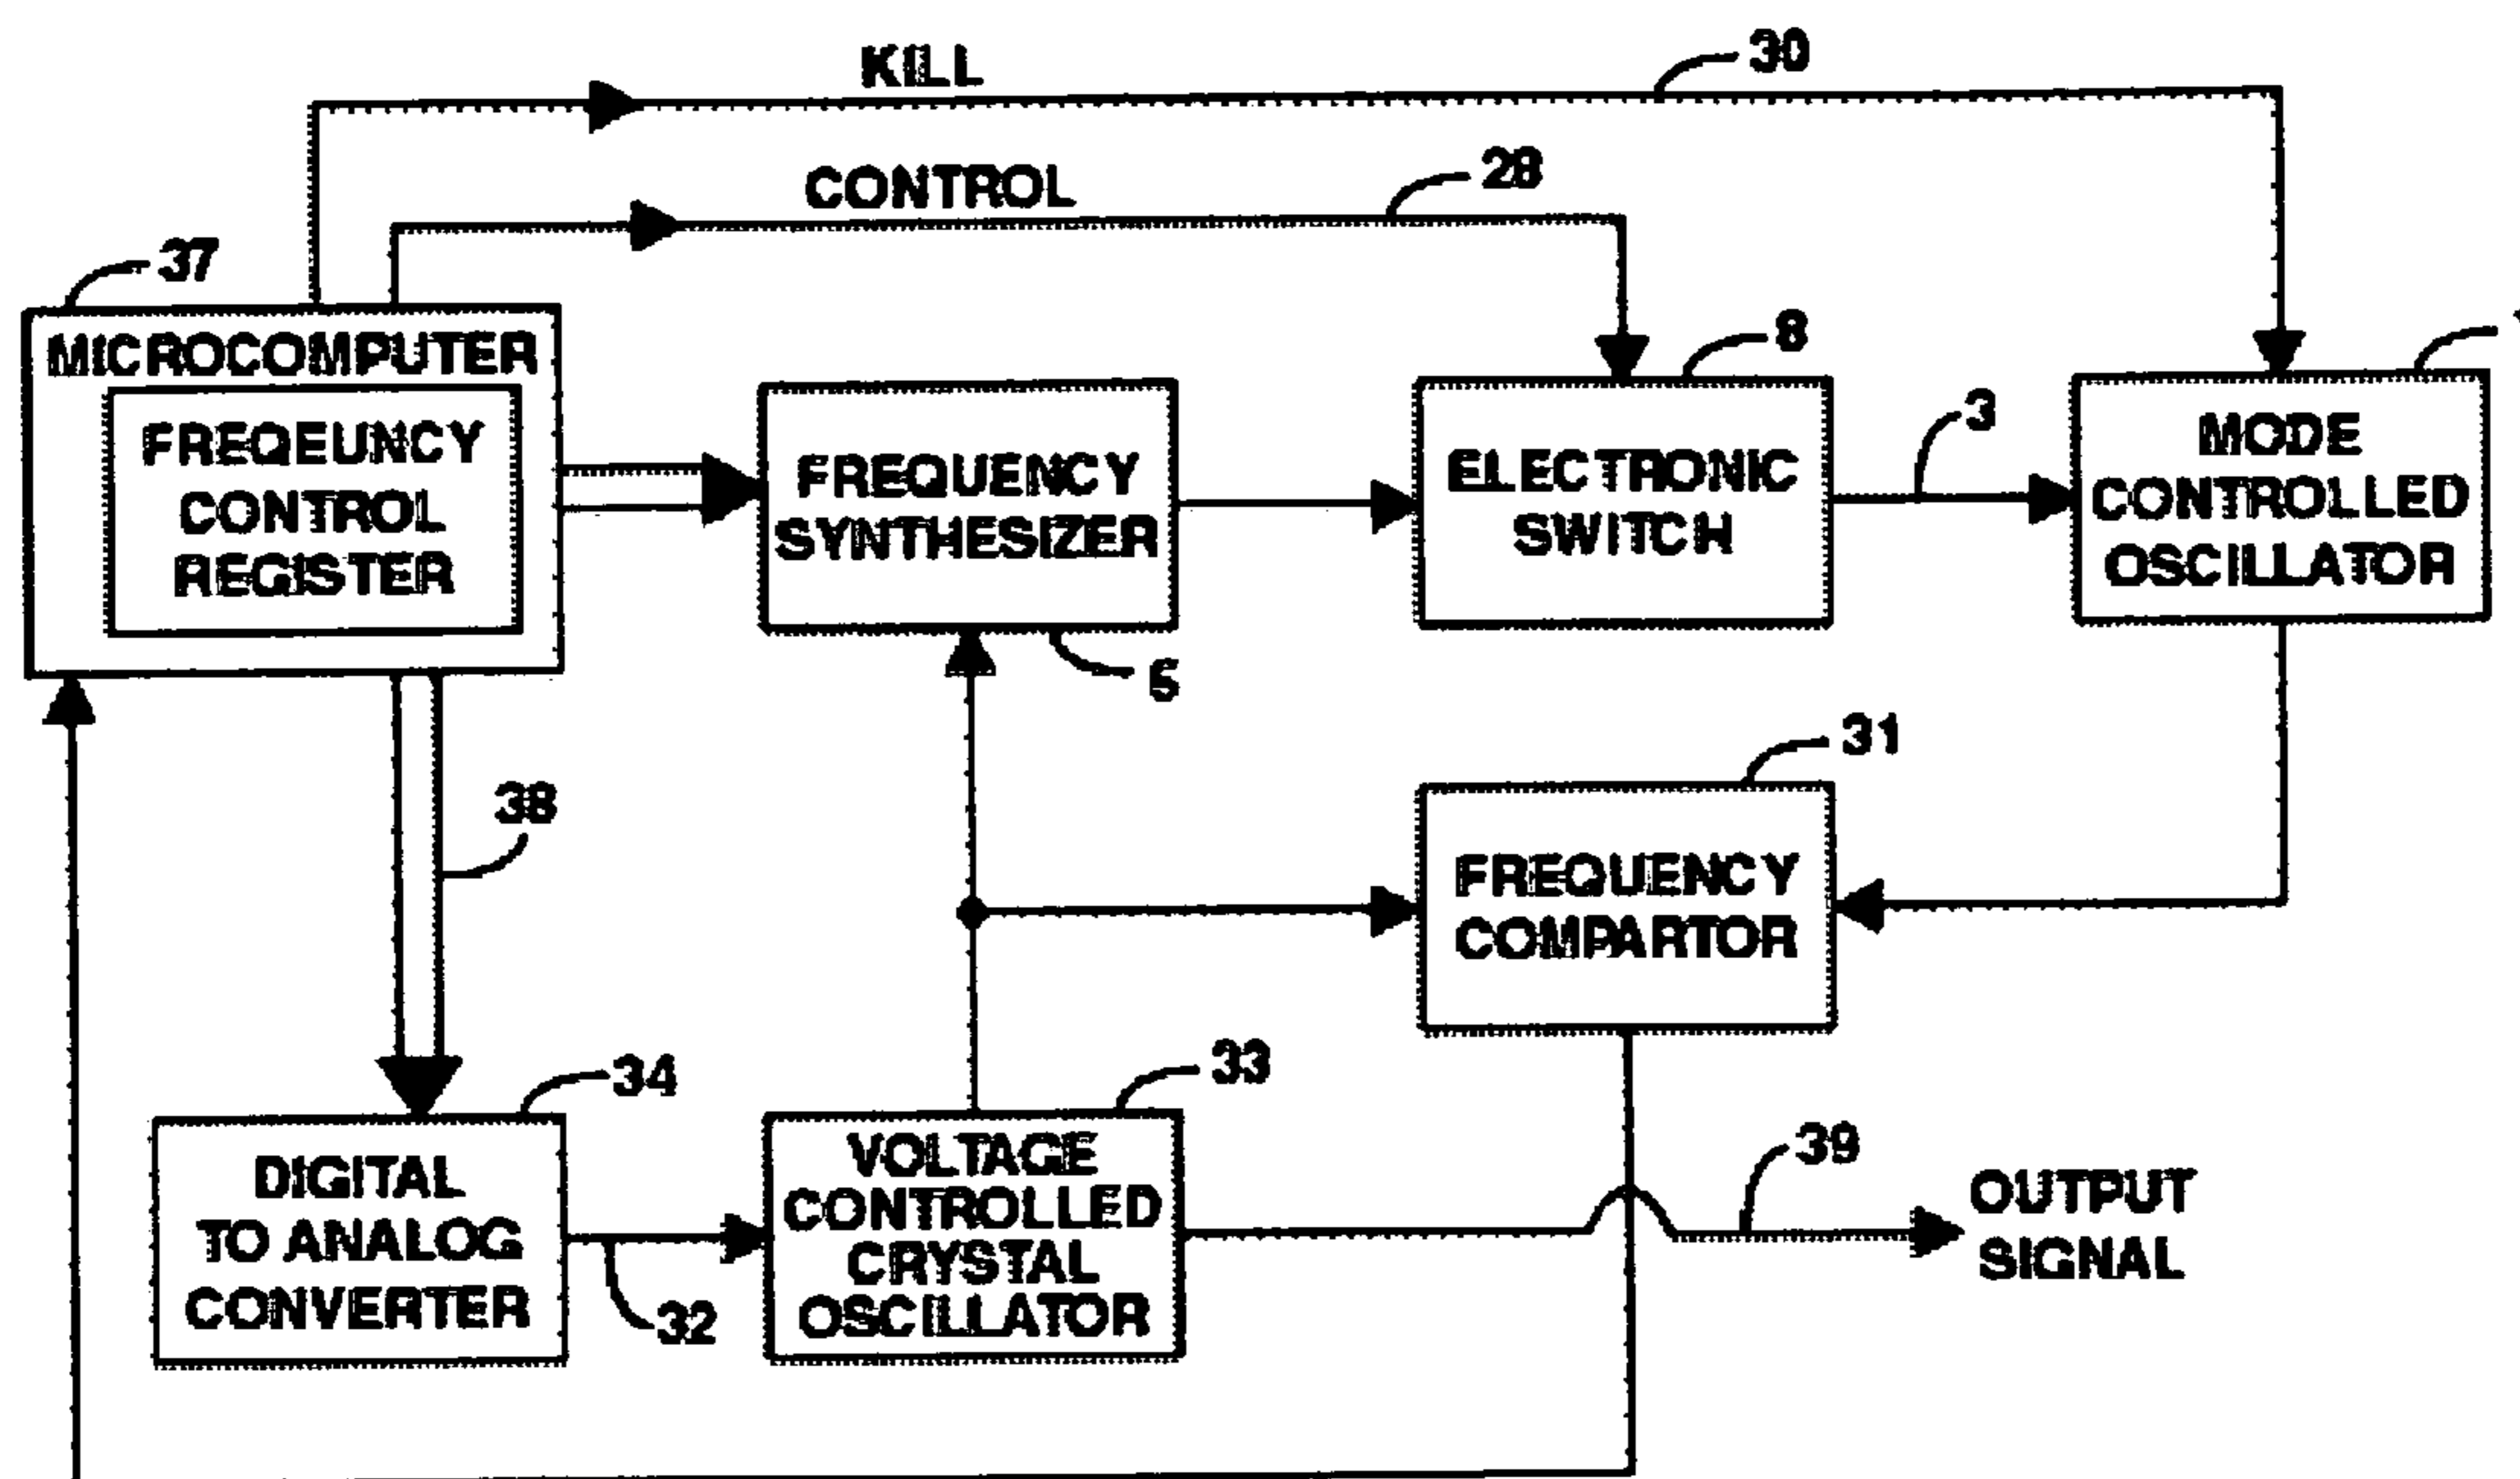 KILL
30
CONTROL
28
37
MICROCOMPUTER
FREQEUNCY
CONTROL
REGISTER
FREQUENCY
SYNTHESIZER
8
ELECTRONIC
SWITCH
3
MODE
CONTROLLED
OSCILLATOR
38
31
FREQUENCY
COMPARTOR
34
DIGITAL
TO ANALOG
CONVERTER
32
33
VOLTAGE
CONTROLLED
CRYSTAL
OSCILLATOR
39
OUTPUT
SIGNAL